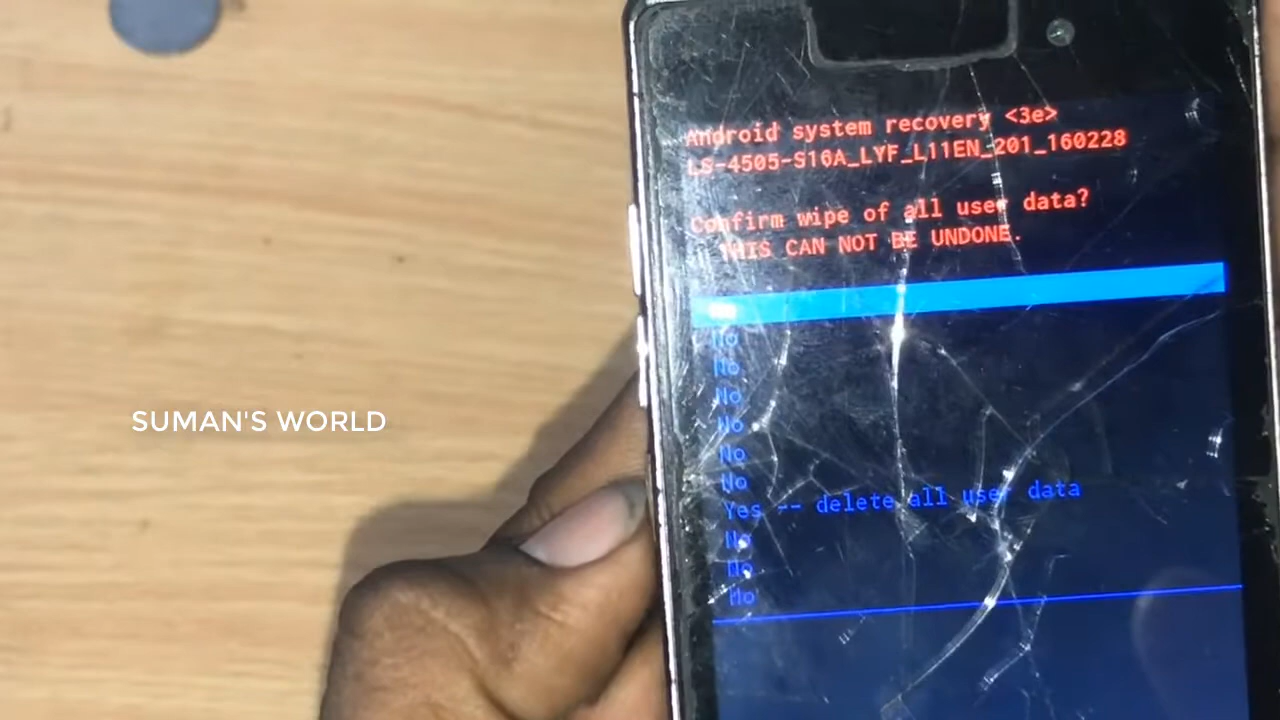 Android system recovery <3e>
LS-4505-S16A_LYF_L11EN_201_160228
Confirm wipe of all user data?
THIS CAN NOT BE UNDONE.
No
No
No
No
No
No
No
Yes -- delete all user data
No
No
No
SUMAN'S WORLD